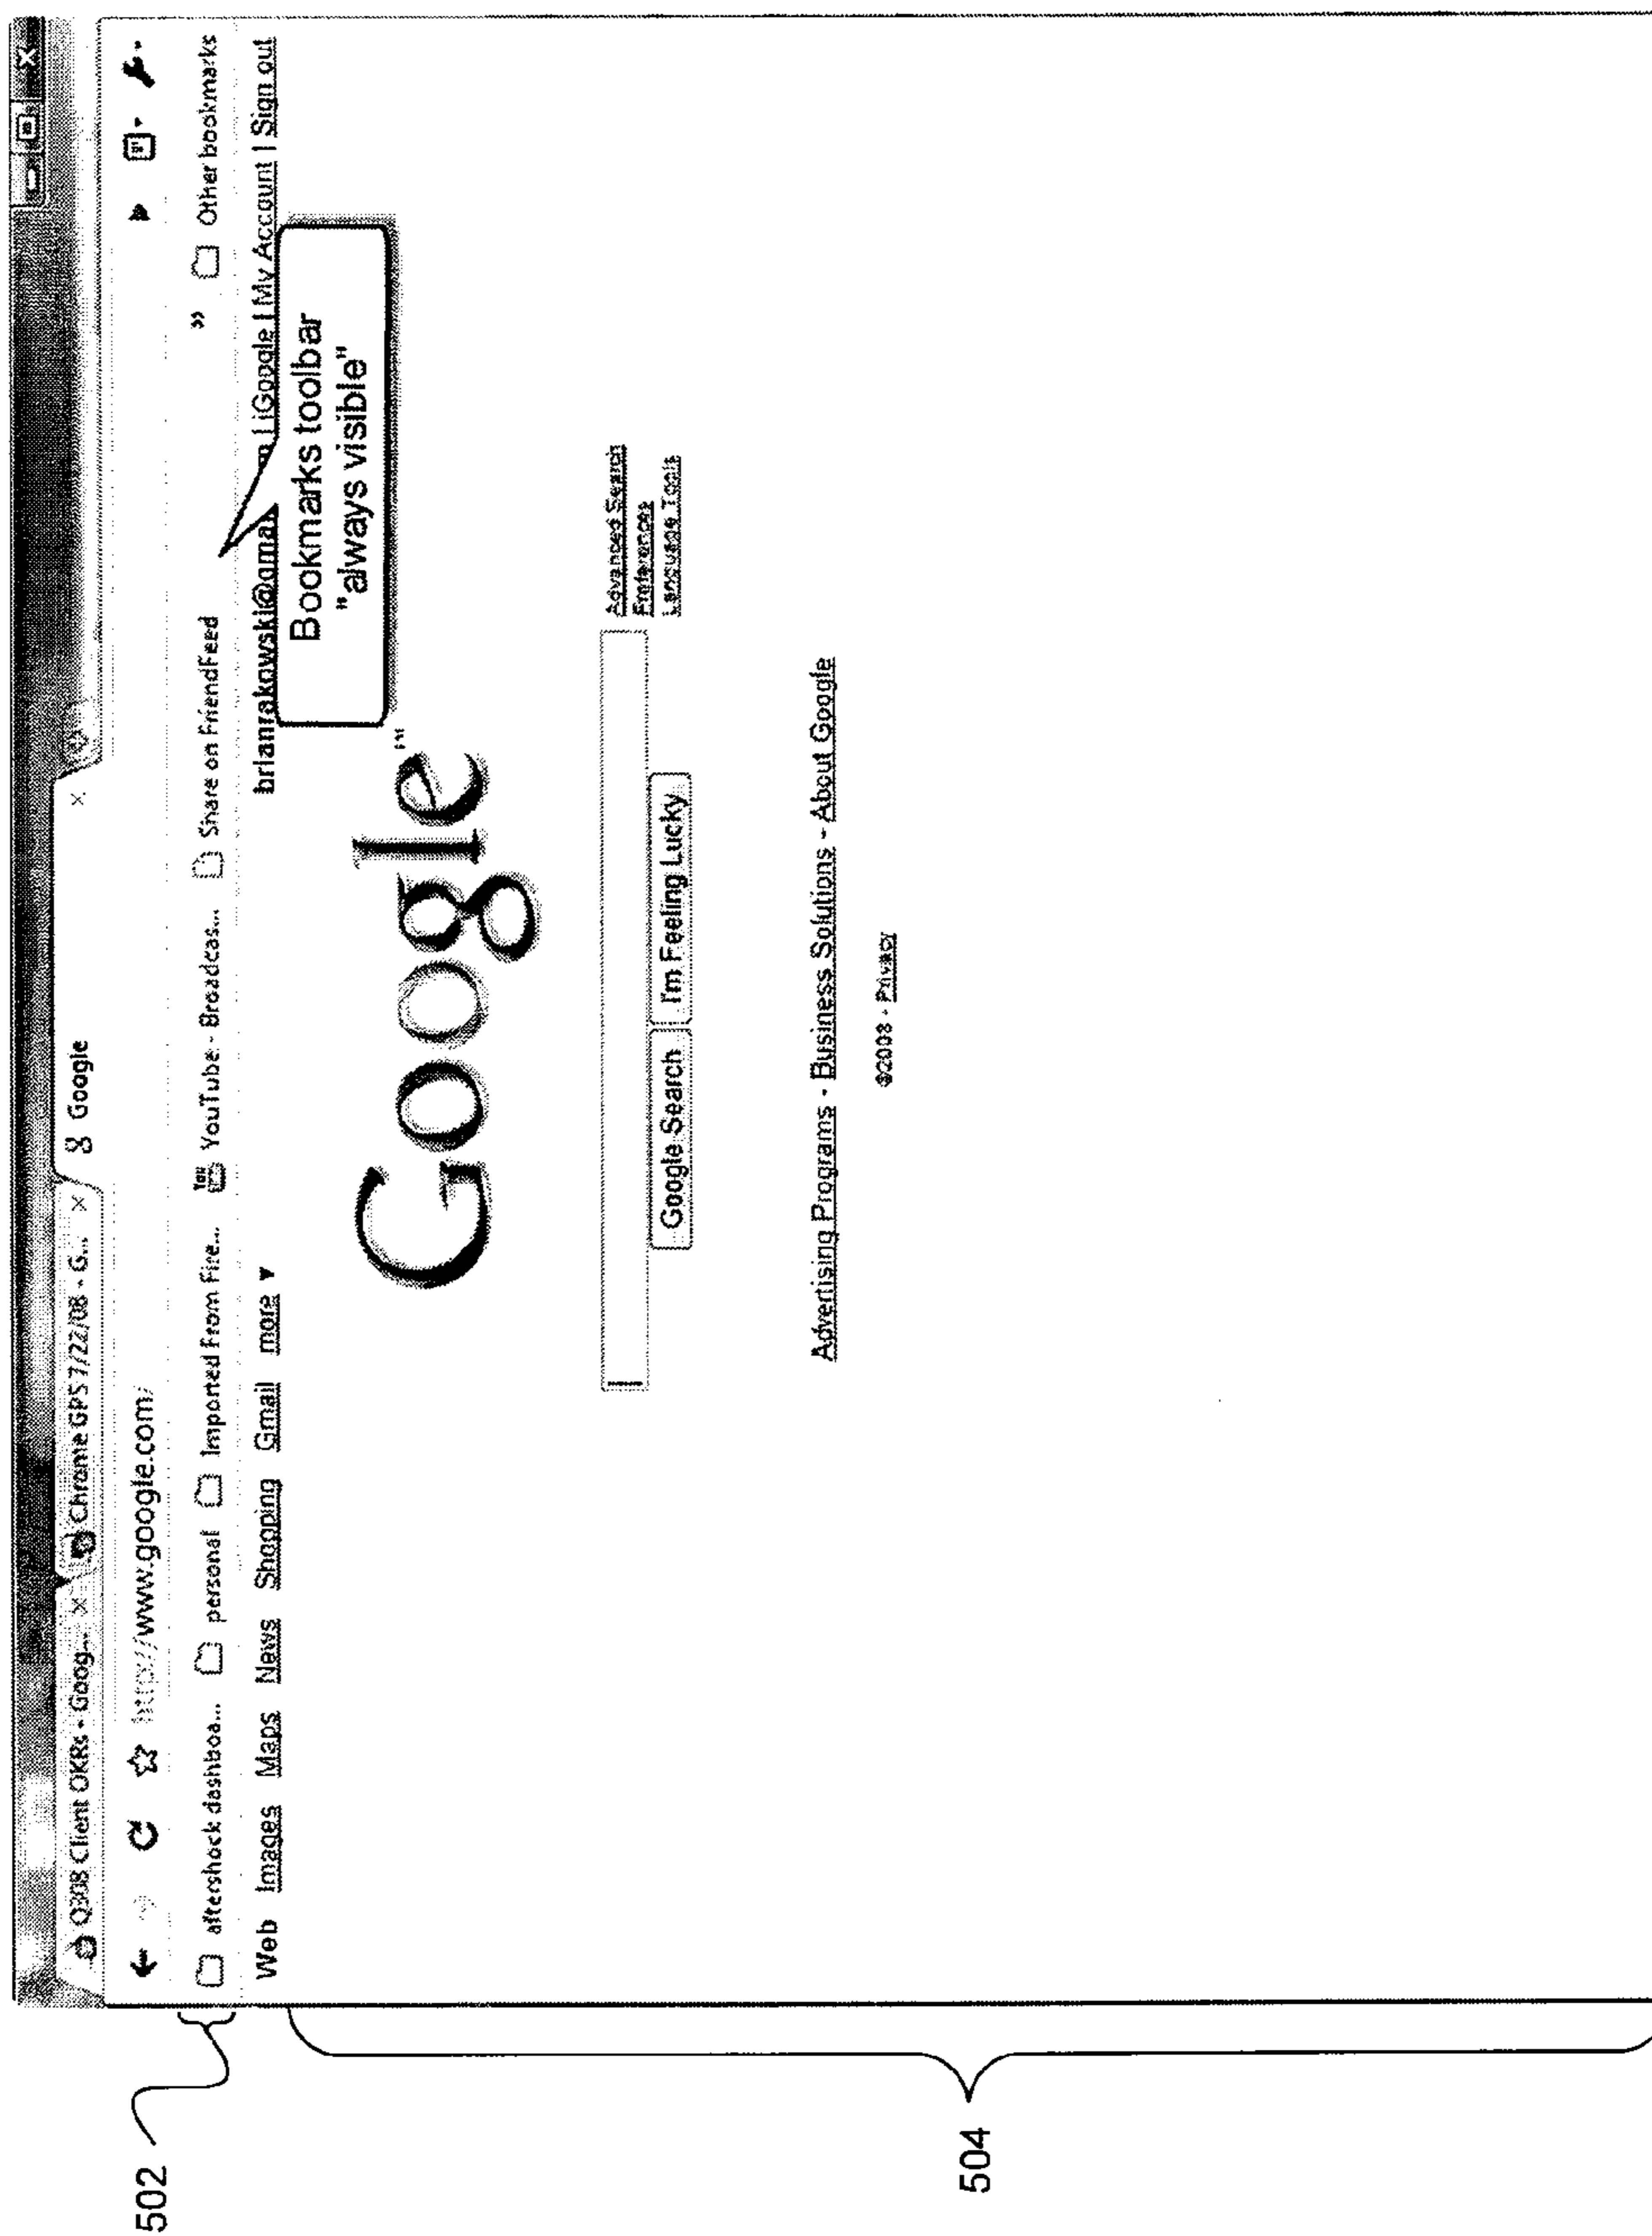 Q308 Client OKRs - Goog... Chrome GPS 7/22/08 - G... Google
http://www.google.com/
aftershock dashboa... personal Imported From Fire... YouTube - Broadcas... Share on FriendFeed » Other bookmarks
Web Images Maps News Shopping Gmail more ▼ | iGoogle | My Account | Sign out
Bookmarks toolbar
"always visible"
Google™
Advanced Search
Preferences
Language Tools
Google Search I'm Feeling Lucky
Advertising Programs - Business Solutions - About Google
©2008 - Privacy
502
504